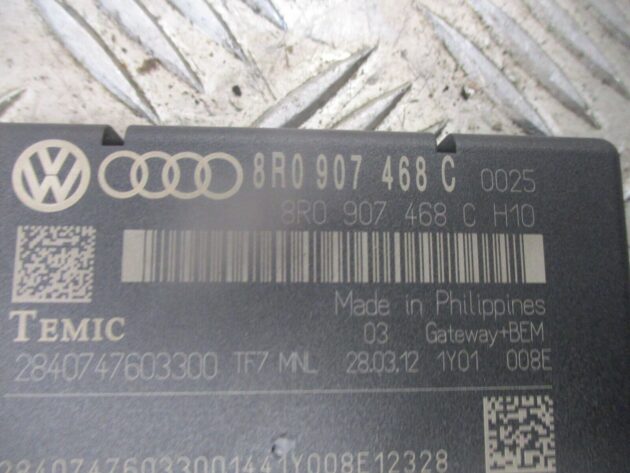 8R0 907 468 C 0025
8R0 907 468 C H10
Made in Philippines
TEMIC 03 Gateway+BEM
2840747603300 TF7 MNL 28.03.12 1Y01 008E
28407476033001441Y008E12328